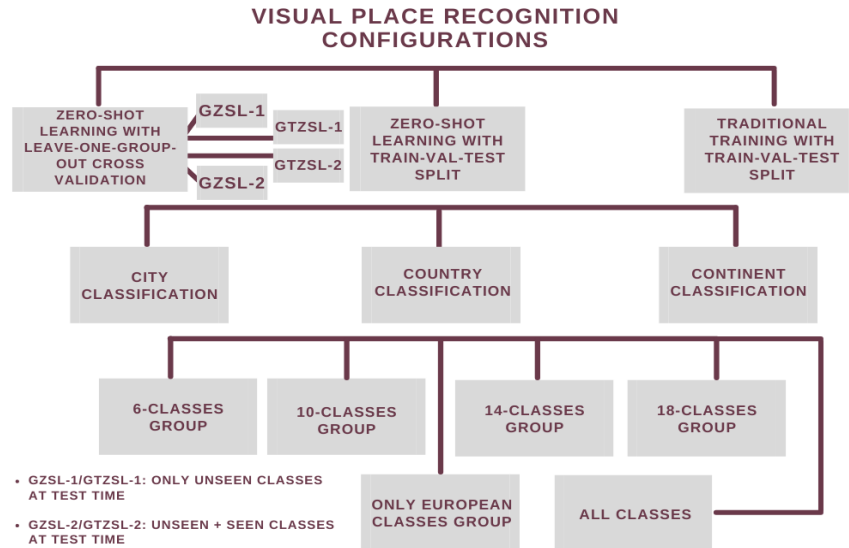 VISUAL PLACE RECOGNITION
CONFIGURATIONS
ZERO-SHOT
LEARNING WITH
LEAVE-ONE-GROUP-
OUT CROSS
VALIDATION
GZSL-1
GTZSL-1
GTZSL-2
GZSL-2
ZERO-SHOT
LEARNING WITH
TRAIN-VAL-TEST
SPLIT
TRADITIONAL
TRAINING WITH
TRAIN-VAL-TEST
SPLIT
CITY
CLASSIFICATION
COUNTRY
CLASSIFICATION
CONTINENT
CLASSIFICATION
6-CLASSES
GROUP
10-CLASSES
GROUP
14-CLASSES
GROUP
18-CLASSES
GROUP
• GZSL-1/GTZSL-1: ONLY UNSEEN CLASSES
AT TEST TIME
• GZSL-2/GTZSL-2: UNSEEN + SEEN CLASSES
AT TEST TIME
ONLY EUROPEAN
CLASSES GROUP
ALL CLASSES